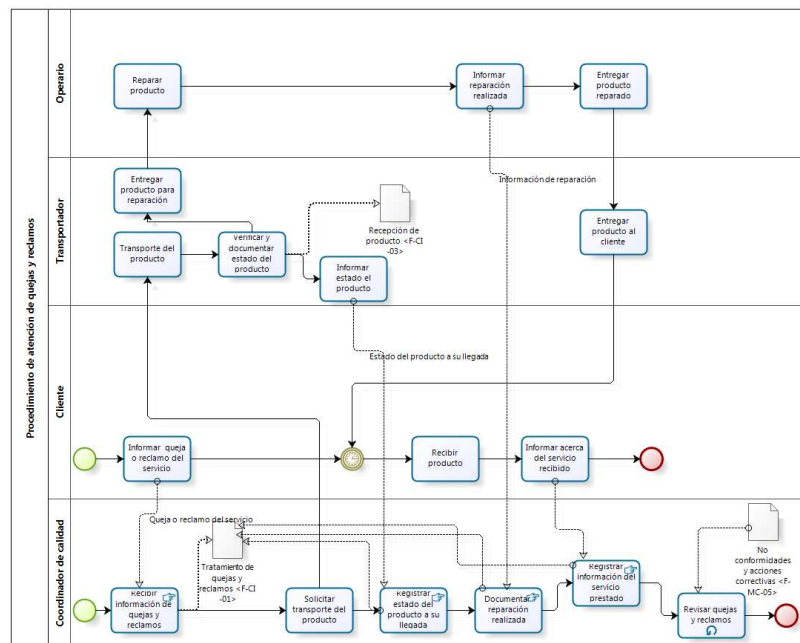 Procedimiento de atención de quejas y reclamos
Operario
Reparar
producto
Informar
reparación
realizada
Entregar
producto
reparado
Transportador
Entregar
producto para
reparación
Transporte del
producto
verificar y
documentar
estado del
producto
Recepción de
producto <F-CI
-03>
Informar
estado el
producto
Información de reparación
Entregar
producto al
cliente
Cliente
Estado del producto a su llegada
Informar queja
o reclamo del
servicio
Recibir
producto
Informar acerca
del servicio
recibido
Coordinador de calidad
Queja o reclamo del servicio
Recibir
información de
quejas y
reclamos
Tratamiento de
quejas y
reclamos <F-CI
-01>
Solicitar
transporte del
producto
Registrar
estado del
producto a su
llegada
Documentar
reparación
realizada
Registrar
información del
servicio
prestado
No
conformidades
y acciones
correctivas <F-
MC-05>
Revisar quejas
y reclamos